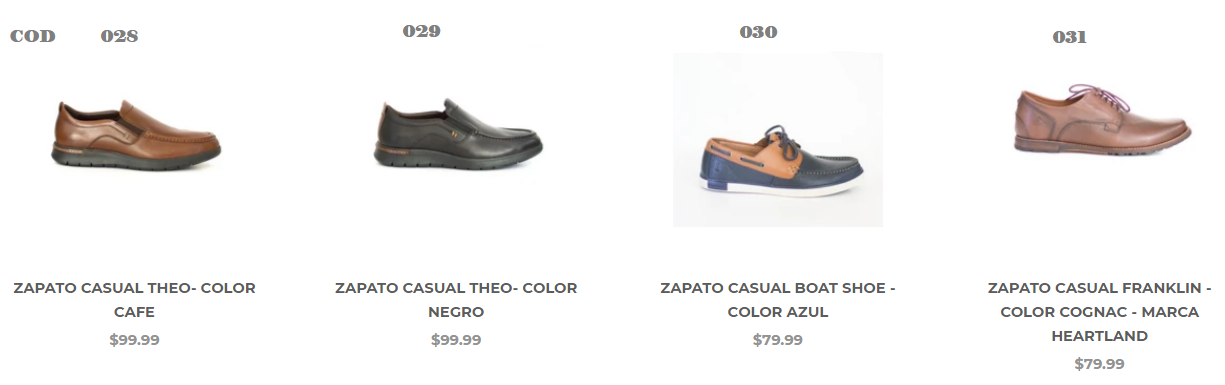 COD 028
029
030
031
ZAPATO CASUAL THEO- COLOR
CAFE
$99.99
ZAPATO CASUAL THEO- COLOR
NEGRO
$99.99
ZAPATO CASUAL BOAT SHOE -
COLOR AZUL
$79.99
ZAPATO CASUAL FRANKLIN -
COLOR COGNAC - MARCA
HEARTLAND
$79.99